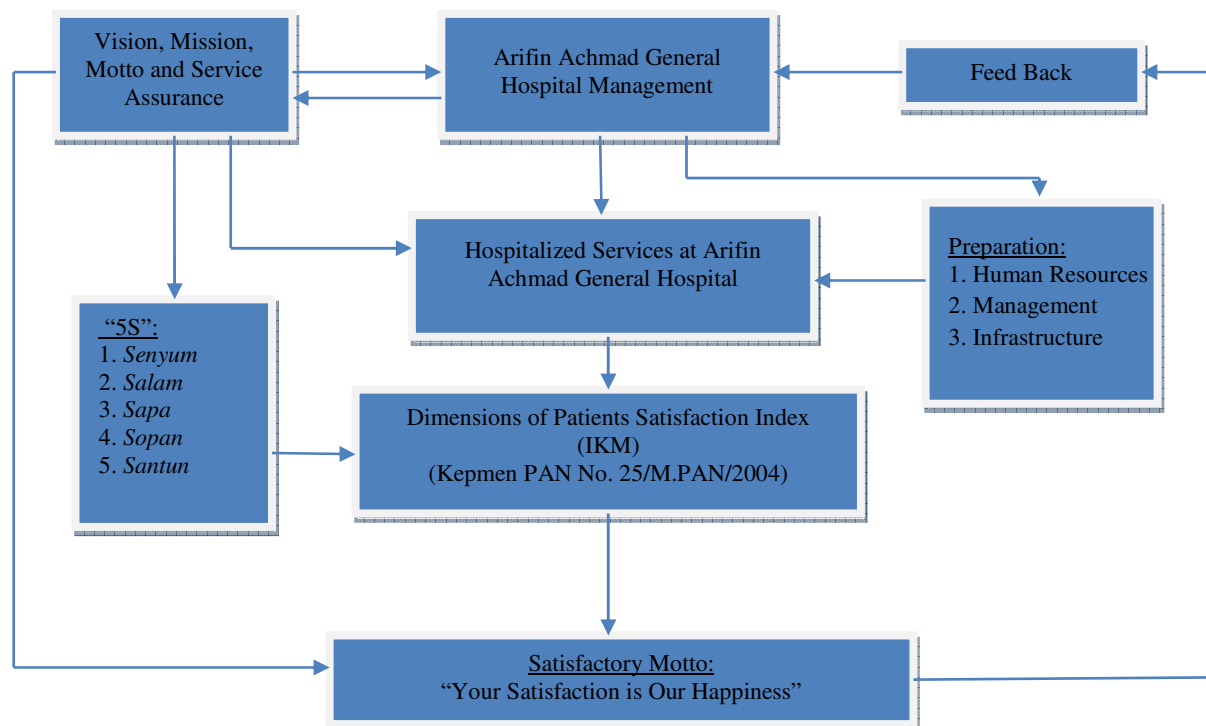 Vision, Mission,
Motto and Service
Assurance
Arifin Achmad General
Hospital Management
Feed Back
Hospitalized Services at Arifin
Achmad General Hospital
Preparation:
1. Human Resources
2. Management
3. Infrastructure
“5S”:
1. Senyum
2. Salam
3. Sapa
4. Sopan
5. Santun
Dimensions of Patients Satisfaction Index
(IKM)
(Kepmen PAN No. 25/M.PAN/2004)
Satisfactory Motto:
“Your Satisfaction is Our Happiness”